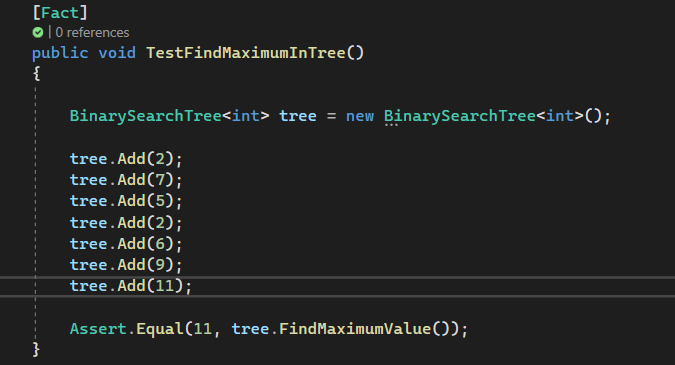 [Fact]
| 0 references
public void TestFindMaximumInTree()
{
BinarySearchTree<int> tree = new BinarySearchTree<int>();
tree.Add(2);
tree.Add(7);
tree.Add(5);
tree.Add(2);
tree.Add(6);
tree.Add(9);
tree.Add(11);
Assert.Equal(11, tree.FindMaximumValue());
}